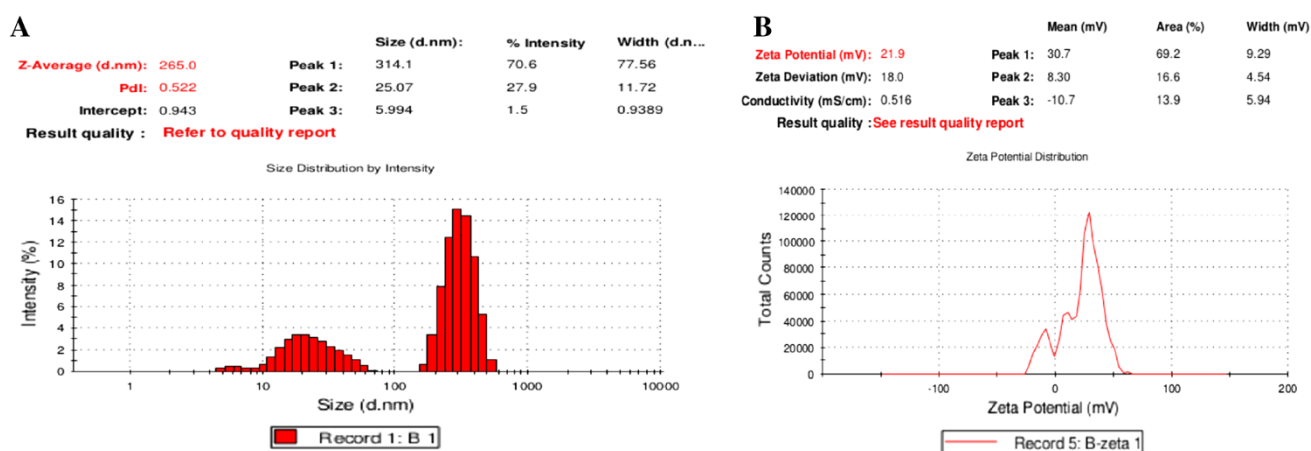 A
Size (d.nm): % Intensity Width (d.n...
Z-Average (d.nm): 265.0 Peak 1: 314.1 70.6 77.56
PdI: 0.522 Peak 2: 25.07 27.9 11.72
Intercept: 0.943 Peak 3: 5.994 1.5 0.9389
Result quality : Refer to quality report
Size Distribution by Intensity
Intensity (%)
16
14
12
10
8
6
4
2
0
1 10 100 1000 10000
Size (d.nm)
Record 1: B 1
B
Mean (mV) Area (%) Width (mV)
Zeta Potential (mV): 21.9 Peak 1: 30.7 69.2 9.29
Zeta Deviation (mV): 18.0 Peak 2: 8.30 16.6 4.54
Conductivity (mS/cm): 0.516 Peak 3: -10.7 13.9 5.94
Result quality : See result quality report
Zeta Potential Distribution
Total Counts
140000
120000
100000
80000
60000
40000
20000
0
-100 0 100 200
Zeta Potential (mV)
Record 5: B-zeta 1